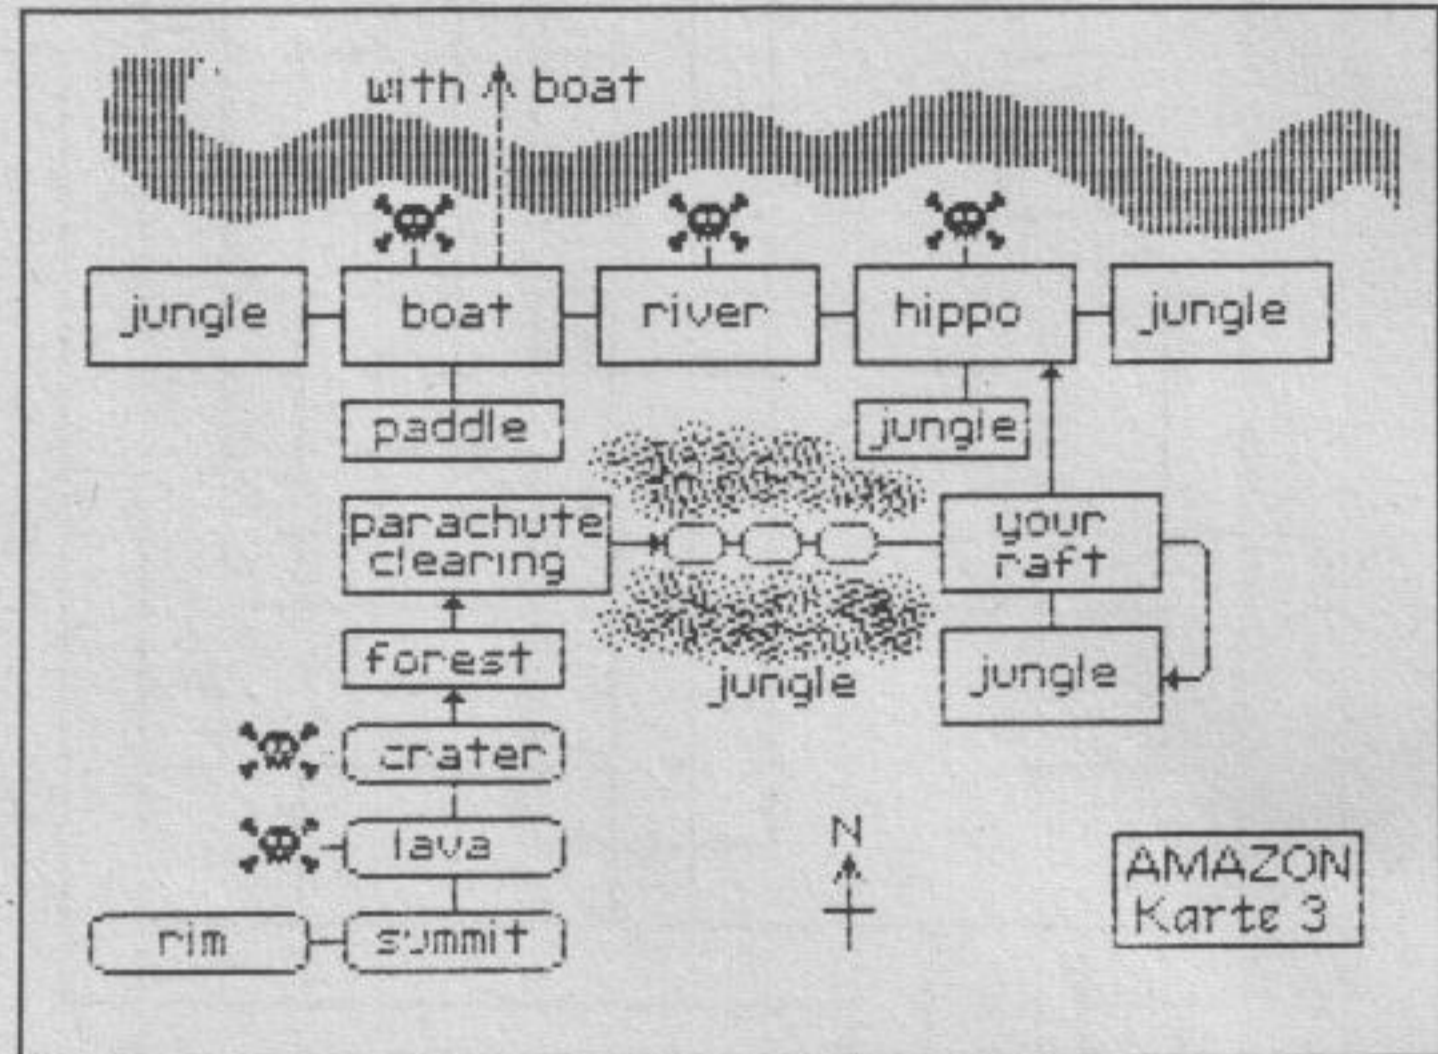 with boat
jungle
boat
river
hippo
jungle
paddle
jungle
parachute
clearing
your
raft
forest
jungle
jungle
crater
lava
N
rim
summit
AMAZON
Karte 3